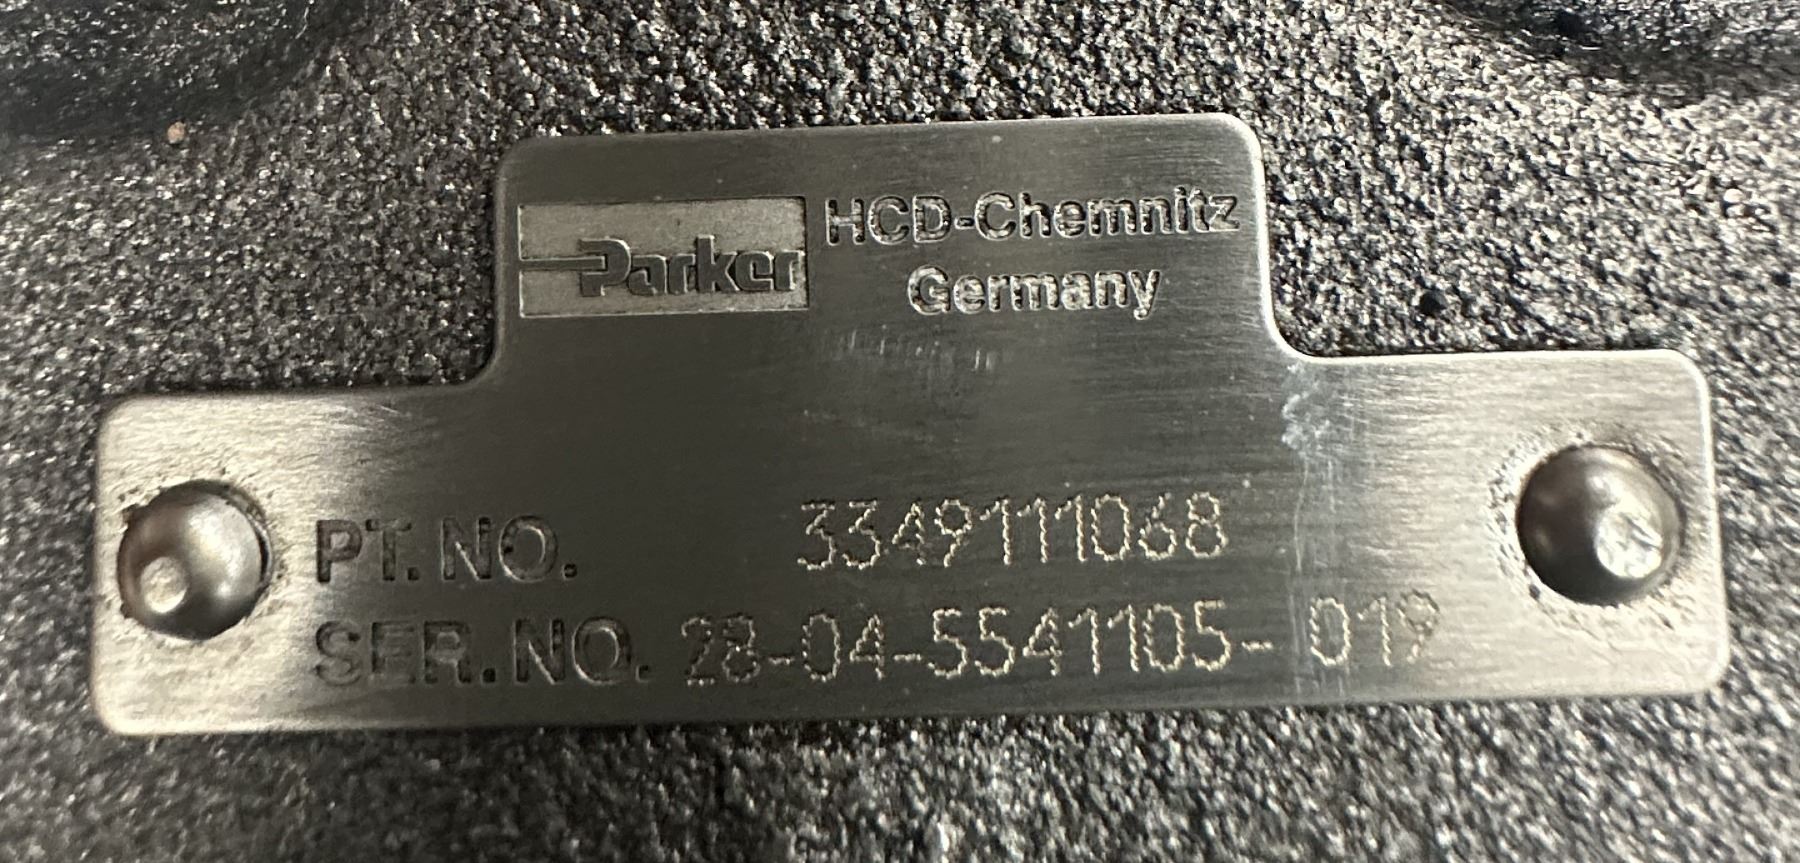 Parker HCD-Chemnitz
Germany
PT. NO. 3349111068
SER. NO. 28-04-5541105- 019